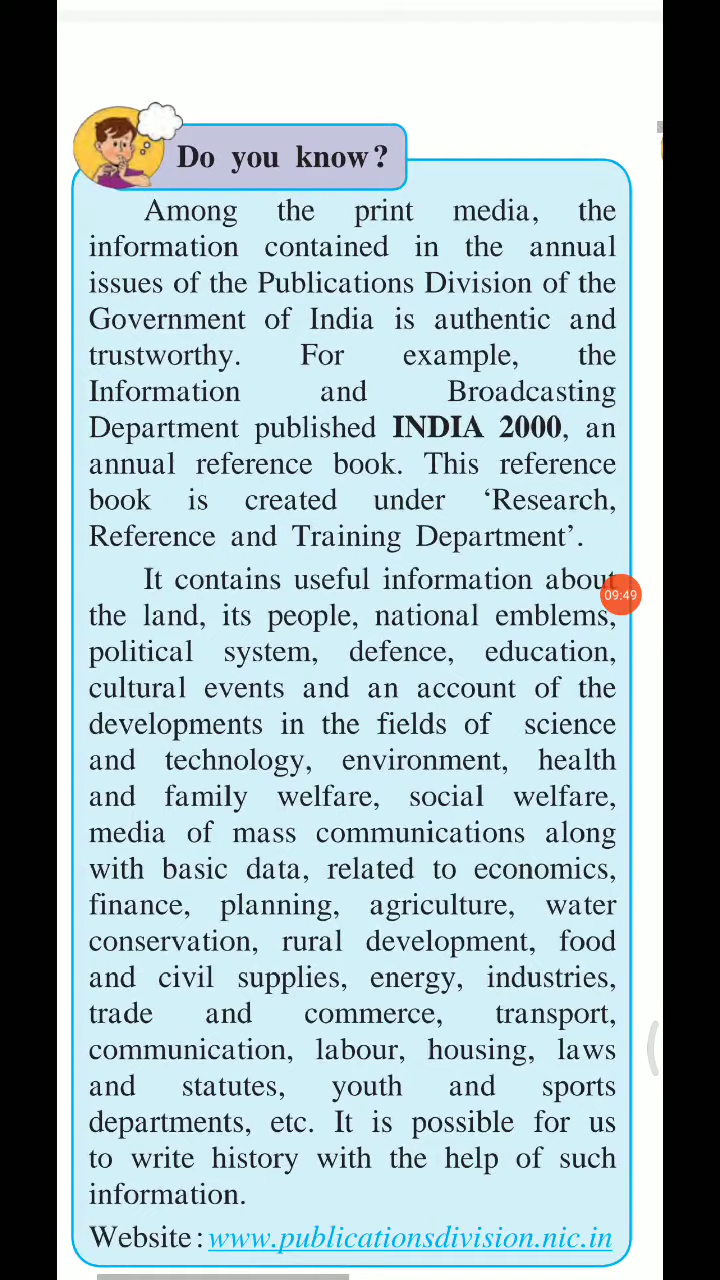 Do you know?
Among the print media, the
information contained in the annual
issues of the Publications Division of the
Government of India is authentic and
trustworthy. For example, the
Information and Broadcasting
Department published INDIA 2000, an
annual reference book. This reference
book is created under ‘Research,
Reference and Training Department’.
It contains useful information about
09:49
the land, its people, national emblems,
political system, defence, education,
cultural events and an account of the
developments in the fields of science
and technology, environment, health
and family welfare, social welfare,
media of mass communications along
with basic data, related to economics,
finance, planning, agriculture, water
conservation, rural development, food
and civil supplies, energy, industries,
trade and commerce, transport,
communication, labour, housing, laws
and statutes, youth and sports
departments, etc. It is possible for us
to write history with the help of such
information.
Website : www.publicationsdivision.nic.in